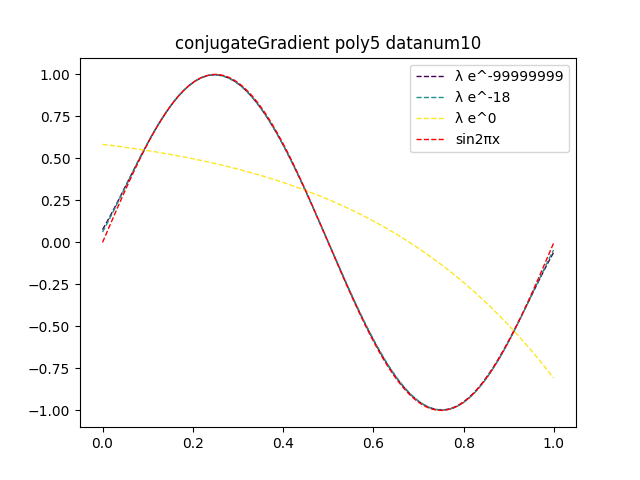 conjugateGradient poly5 datanum10
λ e^-99999999
λ e^-18
λ e^0
sin2πx
1.00
0.75
0.50
0.25
0.00
−0.25
−0.50
−0.75
−1.00
0.0 0.2 0.4 0.6 0.8 1.0